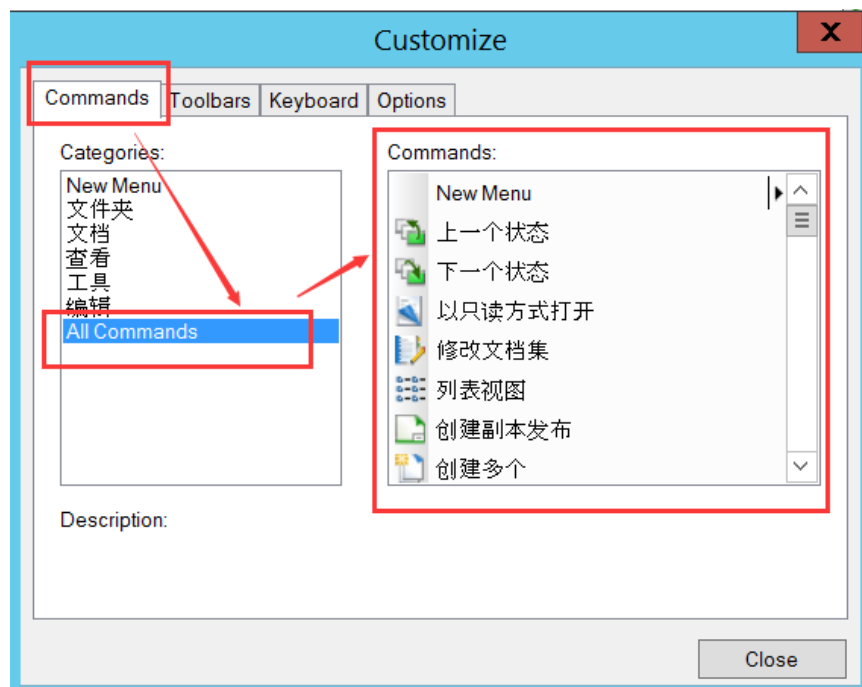 Customize
X
Commands Toolbars Keyboard Options
Categories:
New Menu
文件夹
文档
查看
工具
编辑
All Commands
Commands:
New Menu
上一个状态
下一个状态
以只读方式打开
修改文档集
列表视图
创建副本发布
创建多个
Description:
Close